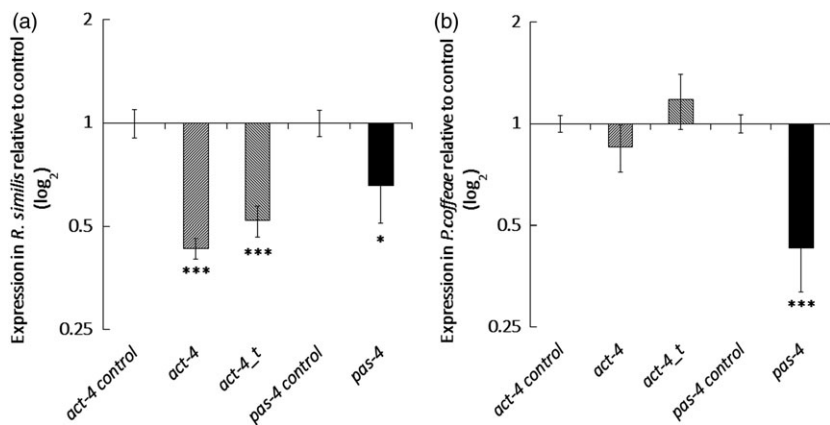 (a)
Expression in R. similis relative to control
(log2)
2
1
0.5
0.25
***
***
*
act-4 control
act-4
act-4_t
pas-4 control
pas-4
(b)
Expression in P.coffeae relative to control
(log2)
2
1
0.5
0.25
***
act-4 control
act-4
act-4_t
pas-4 control
pas-4